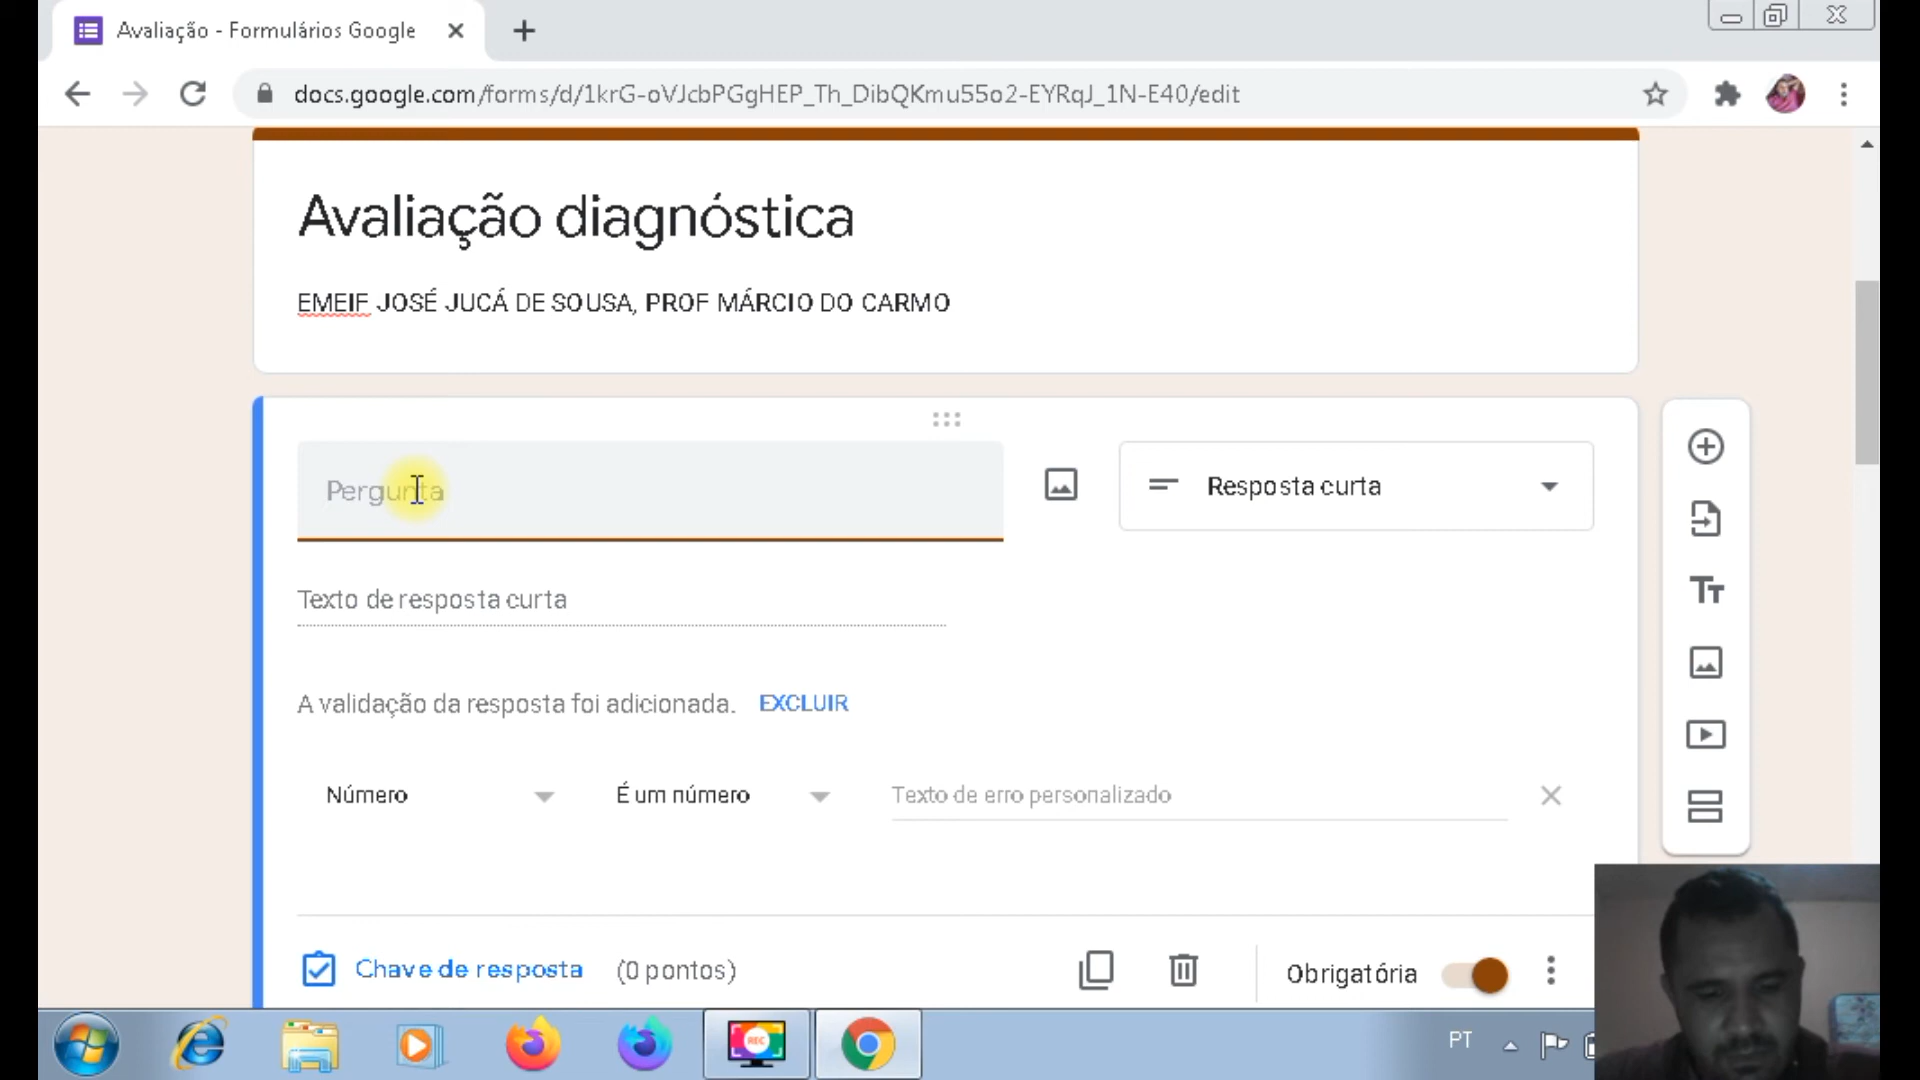 Avaliação - Formulários Google
docs.google.com/forms/d/1krG-oVJcbPGgHEP_Th_DibQKmu55o2-EYRqJ_1N-E40/edit
Avaliação diagnóstica
EMEIF JOSÉ JUCÁ DE SOUSA, PROF MÁRCIO DO CARMO
Pergunta
Resposta curta
Texto de resposta curta
A validação da resposta foi adicionada. EXCLUIR
Número
É um número
Texto de erro personalizado
Chave de resposta (0 pontos)
Obrigatória
REC
PT